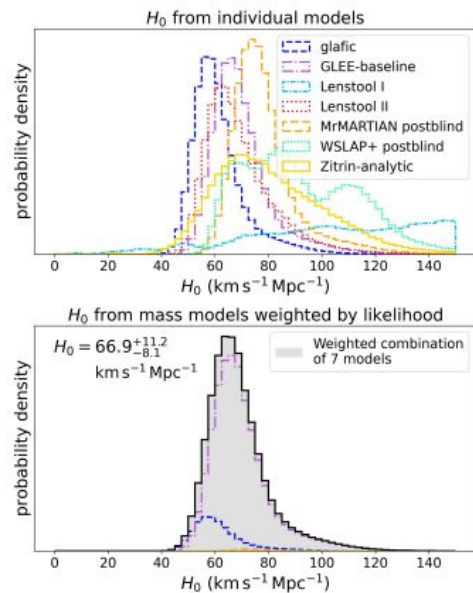 H₀ from individual models
probability density
glafic
GLEE-baseline
Lenstool I
Lenstool II
MrMARTIAN postblind
WSLAP+ postblind
Zitrin-analytic
0 20 40 60 80 100 120 140
H₀ (km s⁻¹ Mpc⁻¹)
H₀ from mass models weighted by likelihood
probability density
H₀ = 66.9⁺¹¹·²₋₈.₁
km s⁻¹ Mpc⁻¹
Weighted combination
of 7 models
0 20 40 60 80 100 120 140
H₀ (km s⁻¹ Mpc⁻¹)